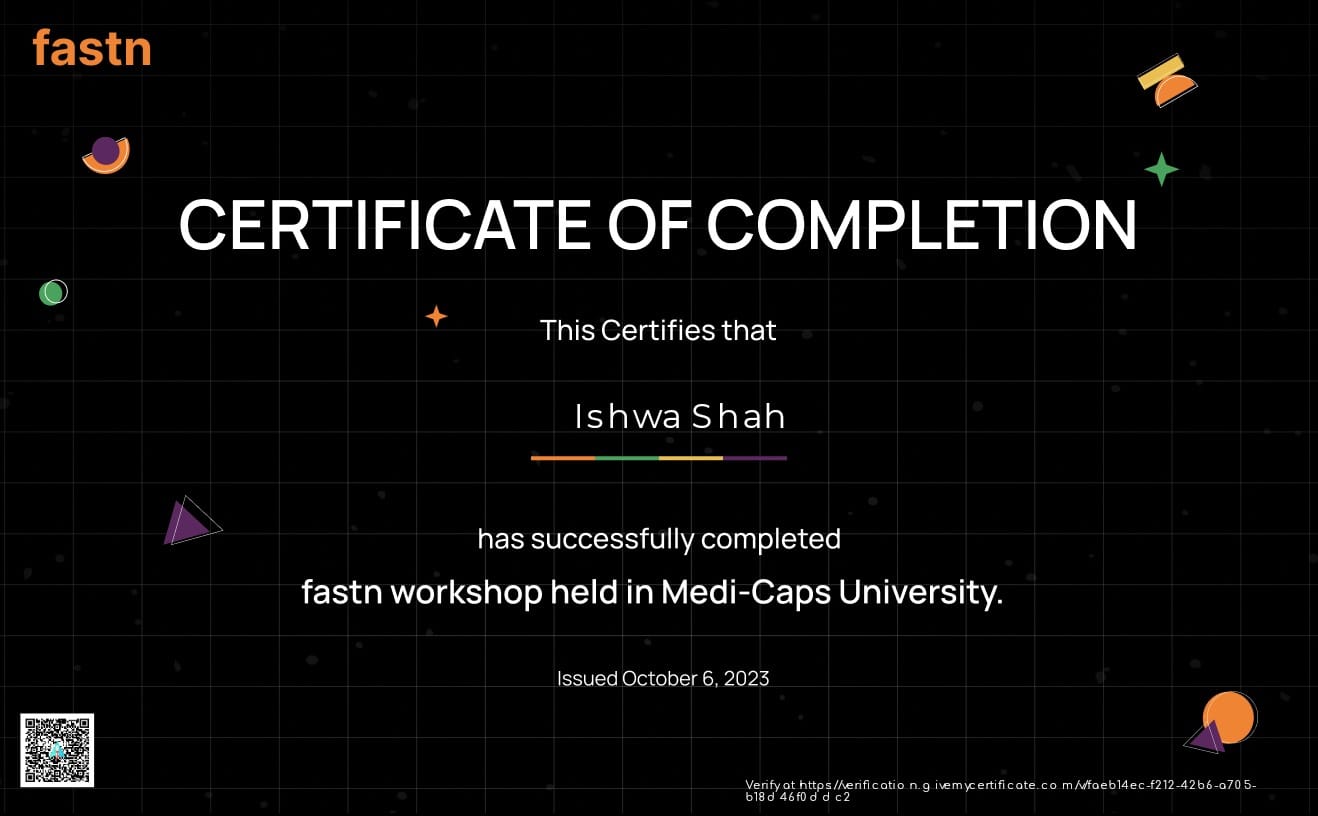 fastn
CERTIFICATE OF COMPLETION
This Certifies that
Ishwa Shah
has successfully completed
fastn workshop held in Medi-Caps University.
Issued October 6, 2023
Verify at https://verification.givemycertificate.com/v/faeb14ec-f212-42b6-a705-
b18d46f0ddc2